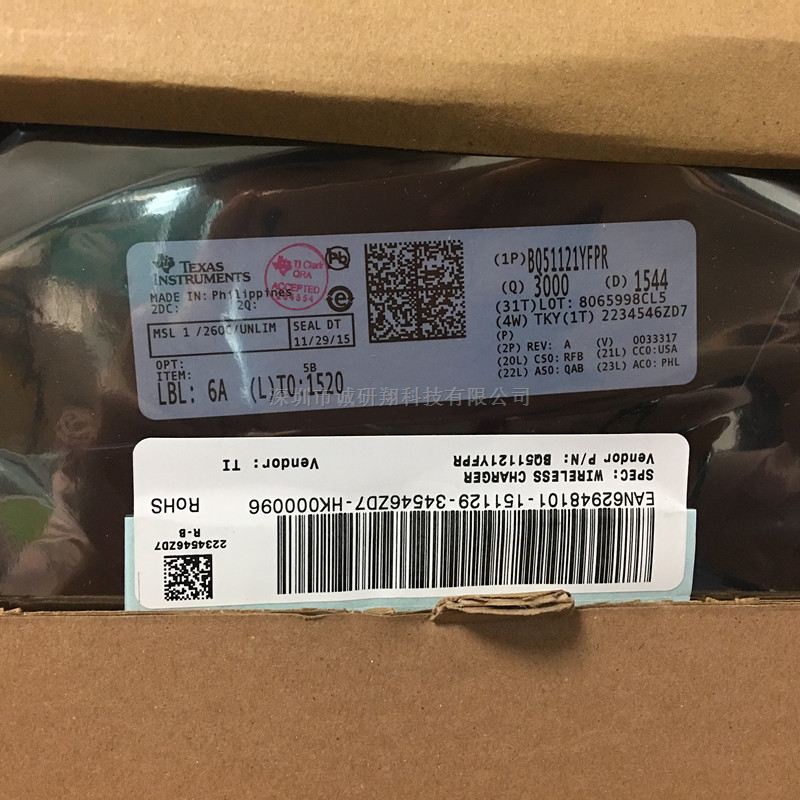 TEXAS
INSTRUMENTS
MADE IN: Philippines
2DC: 2Q:
TI Clark
QRA
ACCEPTED
Pb
e
MSL 1 /260C/UNLIM
SEAL DT
11/29/15
OPT:
ITEM: 5B
LBL: 6A (L)TO:1520
(1P)BQ51121YFPR
(Q) 3000 (D) 1544
(31T)LOT: 8065998CL5
(4W) TKY(1T) 2234546ZD7
(P)
(2P) REV: A (V) 0033317
(20L) CSO: RFB (21L) CCO:USA
(22L) ASO: QAB (23L) ACO: PHL
深圳市诚研翔科技有限公司
Vendor P/N: BQ51121YFPR Vendor: TI
SPEC: WIRELESS CHARGER
EAN62948101-151129-34546ZD7-HK000096 RoHS
R-B
2234546ZD7